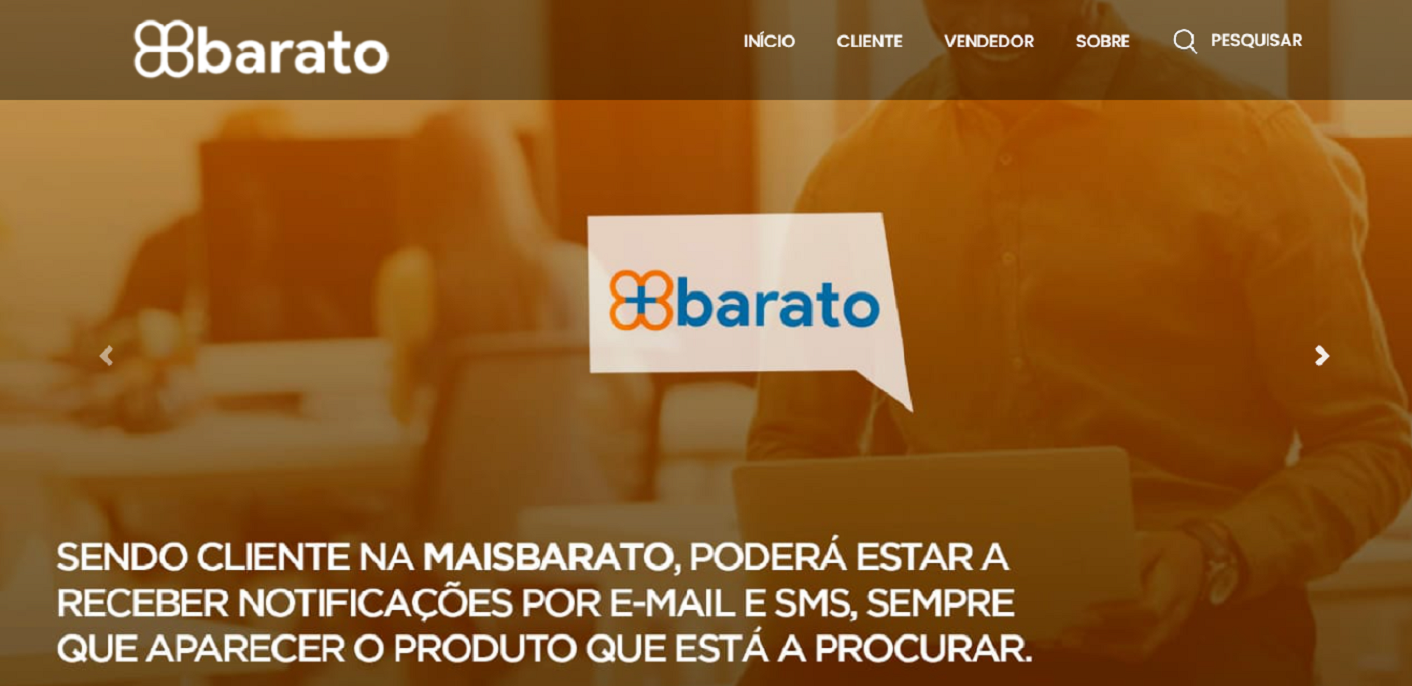 barato
INÍCIO CLIENTE VENDEDOR SOBRE PESQUISAR
+barato
SENDO CLIENTE NA MAISBARATO, PODERÁ ESTAR A
RECEBER NOTIFICAÇÕES POR E-MAIL E SMS, SEMPRE
QUE APARECER O PRODUTO QUE ESTÁ A PROCURAR.